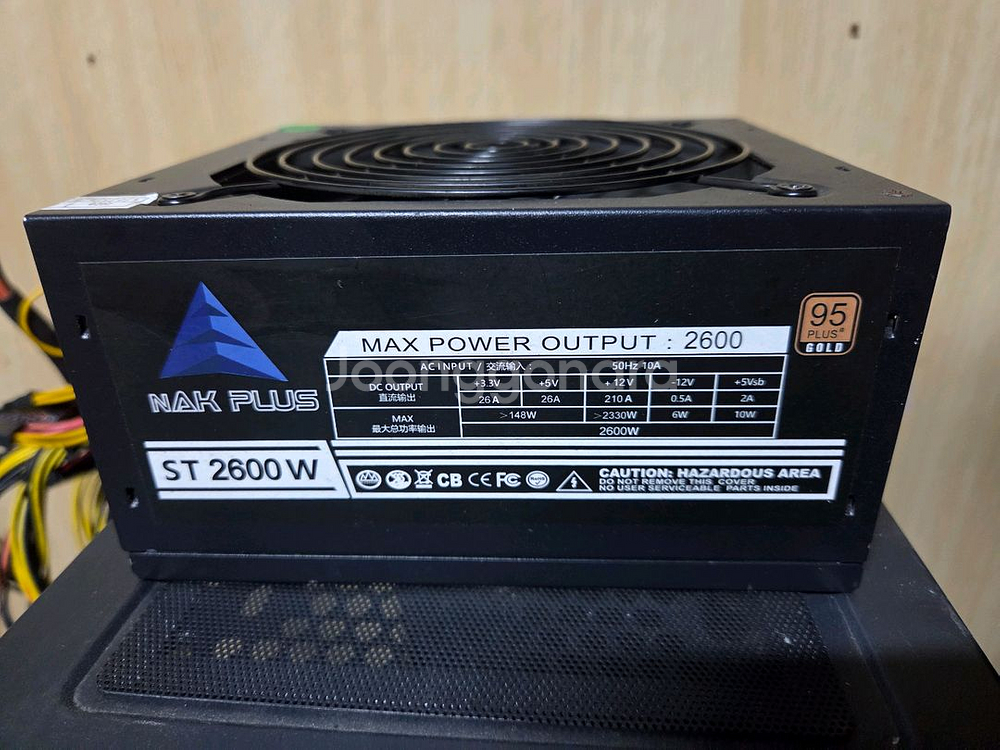 95
PLUS
GOLD
MAX POWER OUTPUT : 2600
AC INPUT / 交流输入 : 50Hz 10A
DC OUTPUT +3.3V +5V +12V -12V +5Vsb
直流输出 26A 26A 210A 0.5A 2A
MAX >148W >2330W 6W 10W
最大总功率输出 2600W
Joonggonara
NAK PLUS
ST 2600W
CB CE FC
CAUTION: HAZARDOUS AREA
DO NOT REMOVE THIS COVER
NO USER SERVICEABLE PARTS INSIDE